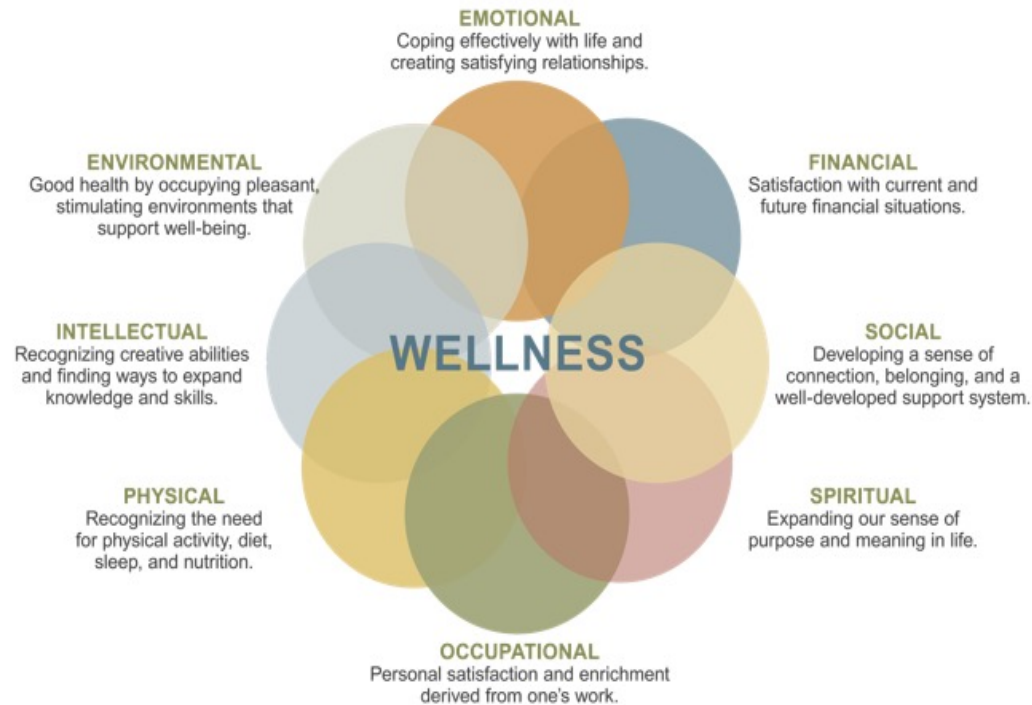 EMOTIONAL
Coping effectively with life and
creating satisfying relationships.
ENVIRONMENTAL
Good health by occupying pleasant,
stimulating environments that
support well-being.
FINANCIAL
Satisfaction with current and
future financial situations.
INTELLECTUAL
Recognizing creative abilities
and finding ways to expand
knowledge and skills.
WELLNESS
SOCIAL
Developing a sense of
connection, belonging, and a
well-developed support system.
PHYSICAL
Recognizing the need
for physical activity, diet,
sleep, and nutrition.
SPIRITUAL
Expanding our sense of
purpose and meaning in life.
OCCUPATIONAL
Personal satisfaction and enrichment
derived from one's work.